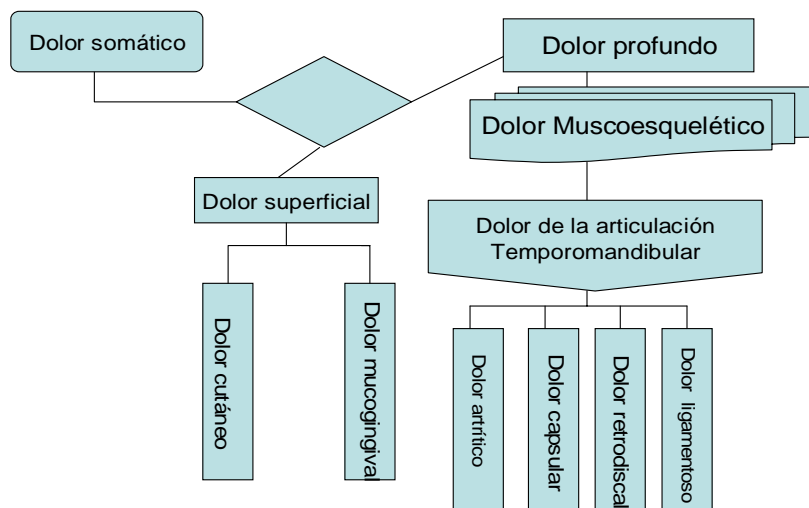 Dolor somático
Dolor profundo
Dolor Muscoesquelético
Dolor superficial
Dolor de la articulación
Temporomandibular
Dolor cutáneo
Dolor mucogingival
Dolor artrítico
Dolor capsular
Dolor retrodiscal
Dolor ligamentoso